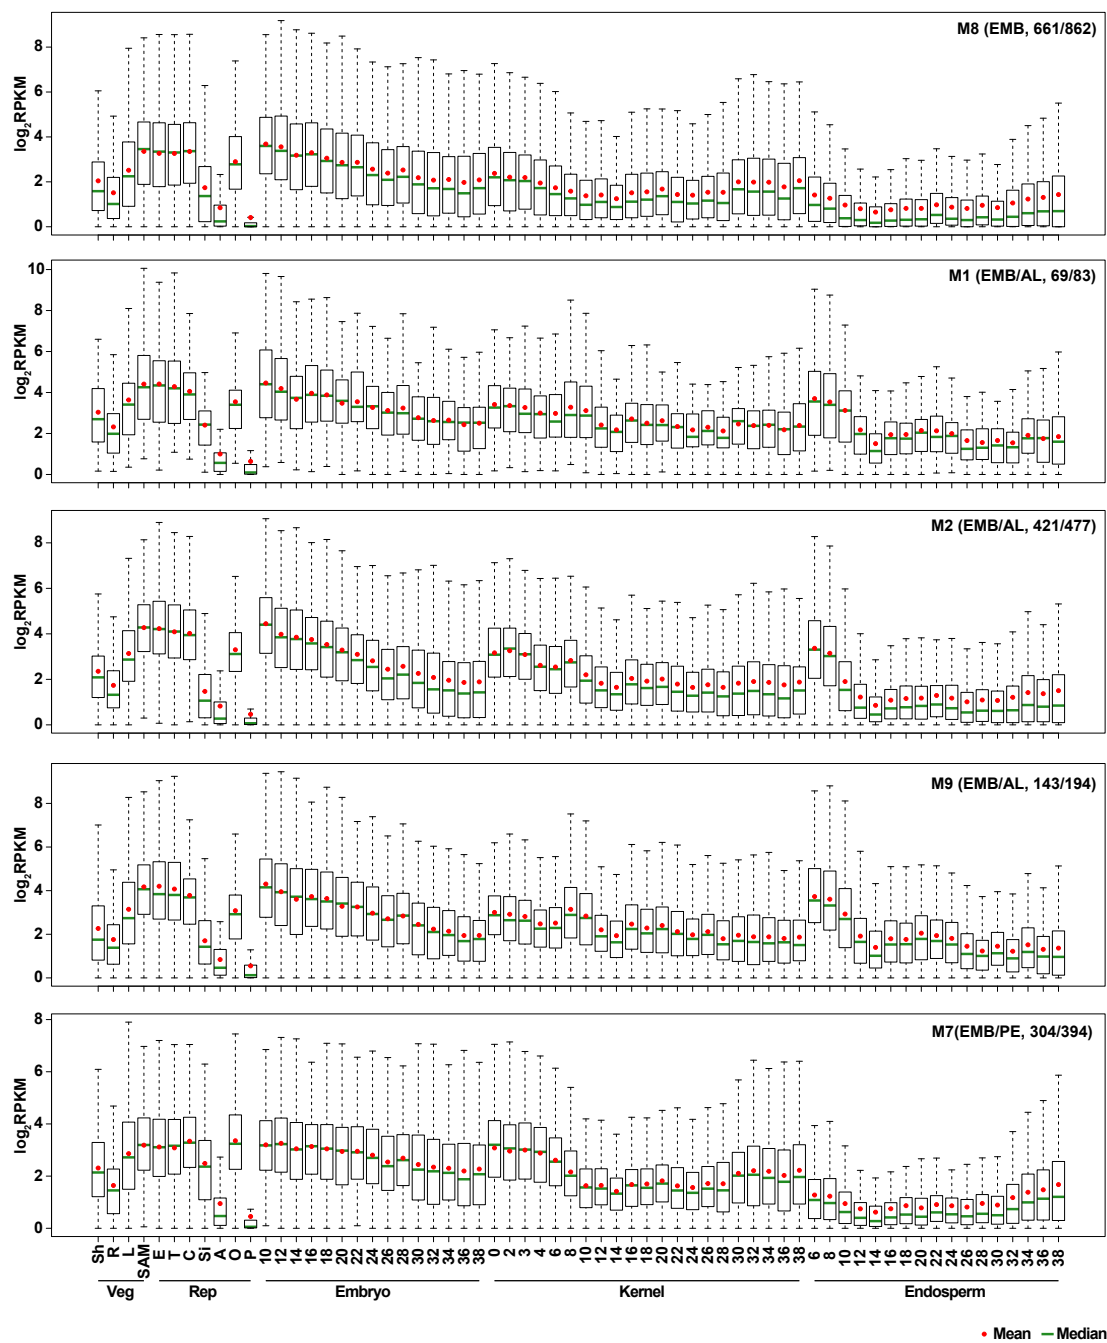 M8 (EMB, 661/862)
log2RPKM
8
6
4
2
0
M1 (EMB/AL, 69/83)
log2RPKM
10
8
6
4
2
0
M2 (EMB/AL, 421/477)
log2RPKM
8
6
4
2
0
M9 (EMB/AL, 143/194)
log2RPKM
8
6
4
2
0
M7(EMB/PE, 304/394)
log2RPKM
8
6
4
2
0
Sh R L SAM E T C Si A O P 10 12 14 16 18 20 22 24 26 28 30 32 34 36 38 0 2 3 4 6 8 10 12 14 16 18 20 22 24 26 28 30 32 34 36 38 6 8 10 12 14 16 18 20 22 24 26 28 30 32 34 36 38
Veg Rep Embryo Kernel Endosperm
Mean Median